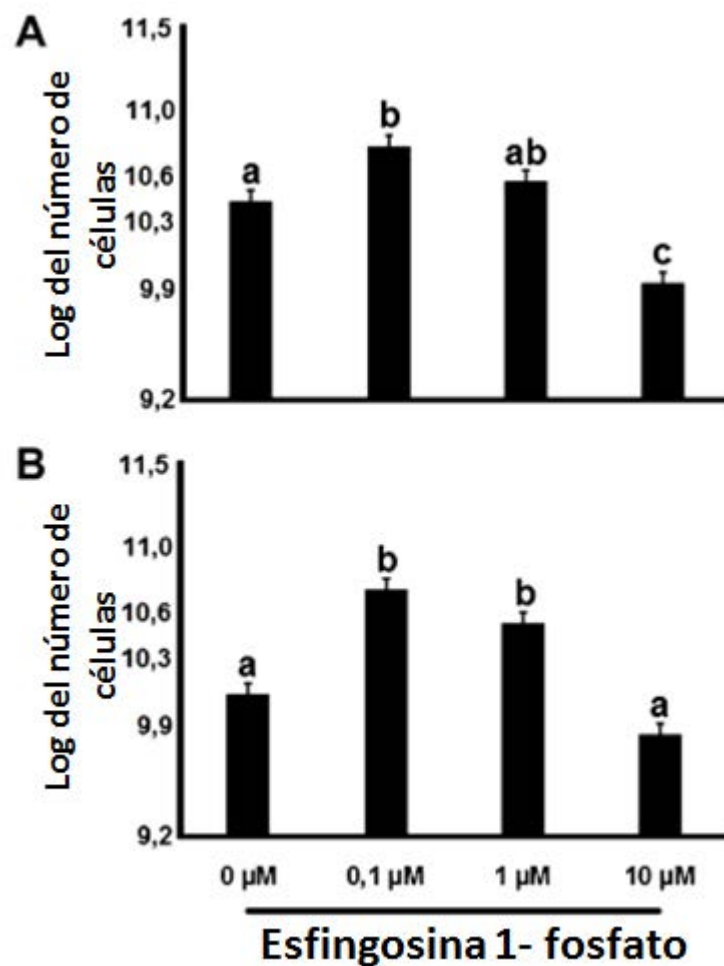 A
Log del número de
células
11,5
11,0
10,6
10,3
9,9
9,2
a
b
ab
c
B
Log del número de
células
11,5
11,0
10,6
10,3
9,9
9,2
a
b
b
a
0 µM 0,1 µM 1 µM 10 µM
Esfingosina 1- fosfato